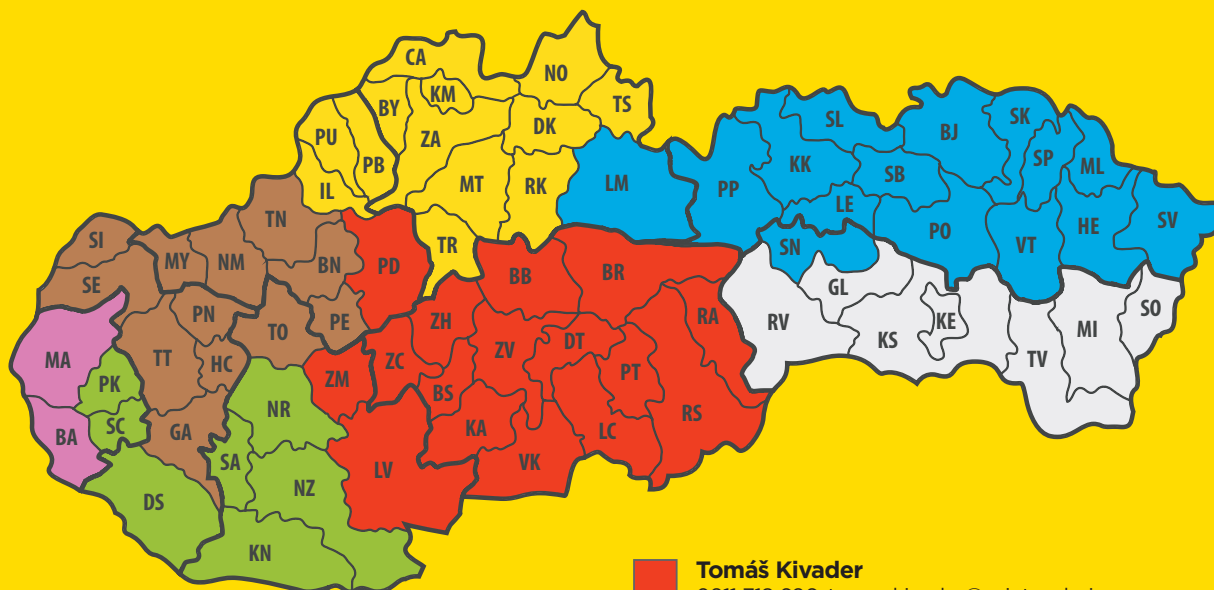 CA
NO
KM
TS
BY
DK
PU
ZA
PB
MT
RK
IL
TR
LM
PP
KK
SL
BJ
SK
SP
ML
SB
LE
PO
VT
HE
SV
SN
GL
RV
KS
KE
TV
MI
SO
TN
SI
MY
NM
BN
SE
PN
TO
PE
TT
HC
GA
MA
BA
PK
SC
NR
SA
NZ
DS
KN
PD
BB
BR
ZH
RA
ZC
ZV
DT
ZM
BS
PT
KA
LC
RS
LV
VK
Tomáš Kivader